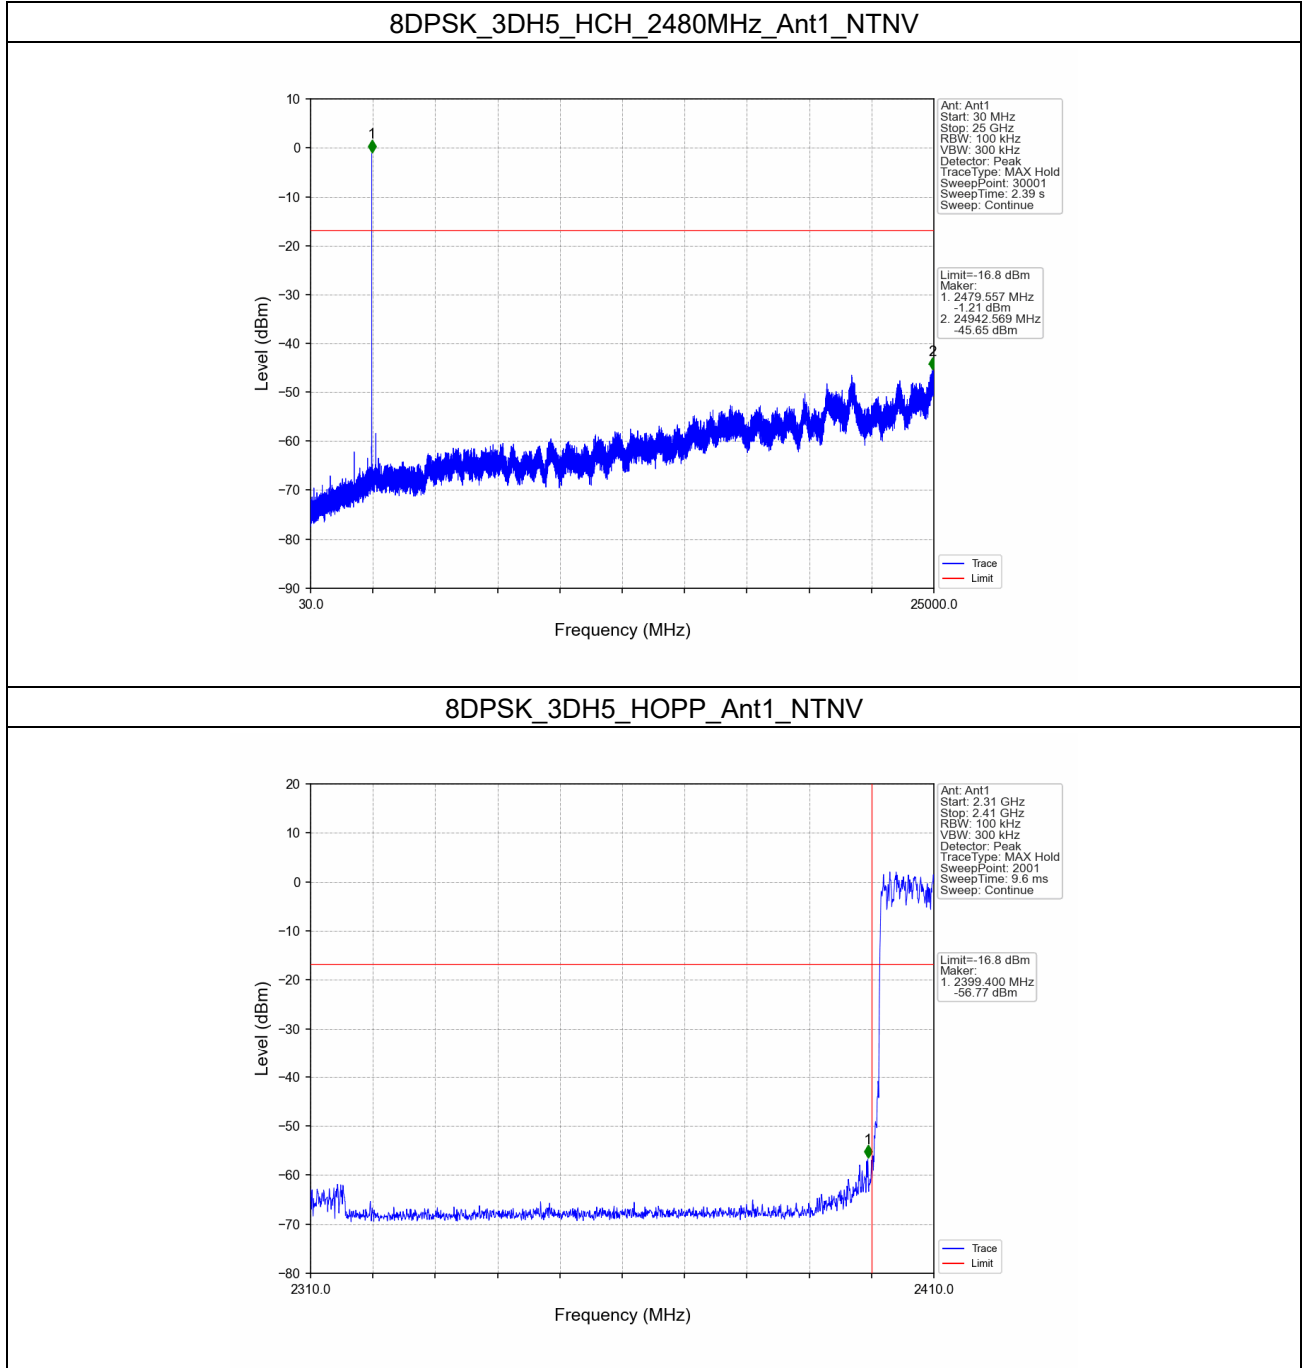 8DPSK_3DH5_HCH_2480MHz_Ant1_NTNV
10
0
−10
−20
−30
−40
−50
−60
−70
−80
−90
Level (dBm)
1
2
30.0
25000.0
Frequency (MHz)
Ant: Ant1
Start: 30 MHz
Stop: 25 GHz
RBW: 100 kHz
VBW: 300 kHz
Detector: Peak
TraceType: MAX Hold
SweepPoint: 30001
SweepTime: 2.39 s
Sweep: Continue
Limit=-16.8 dBm
Maker:
1. 2479.557 MHz
-1.21 dBm
2. 24942.569 MHz
-45.65 dBm
Trace
Limit
8DPSK_3DH5_HOPP_Ant1_NTNV
20
10
0
−10
−20
−30
−40
−50
−60
−70
−80
Level (dBm)
1
2310.0
2410.0
Frequency (MHz)
Ant: Ant1
Start: 2.31 GHz
Stop: 2.41 GHz
RBW: 100 kHz
VBW: 300 kHz
Detector: Peak
TraceType: MAX Hold
SweepPoint: 2001
SweepTime: 9.6 ms
Sweep: Continue
Limit=-16.8 dBm
Maker:
1. 2399.400 MHz
-56.77 dBm
Trace
Limit